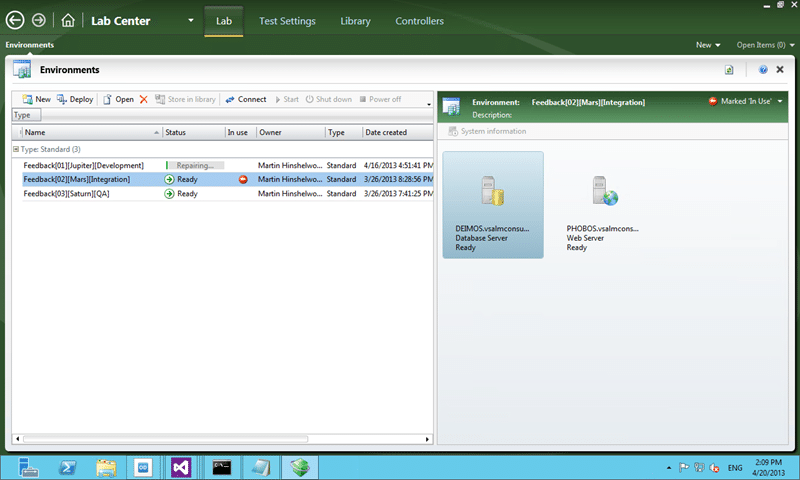 Lab Center Lab Test Settings Library Controllers
Environments New Open Items (0)
Environments
New Deploy Open Store in library Connect Start Shut down Power off
Type
Name Status In use Owner Type Date created
Type: Standard (3)
Feedback[01][Jupiter][Development] Repairing... Martin Hinshelwo... Standard 4/16/2013 4:51:41 PM
Feedback[02][Mars][Integration] Ready Martin Hinshelwo... Standard 3/26/2013 8:28:56 PM
Feedback[03][Saturn][QA] Ready Martin Hinshelwo... Standard 3/26/2013 7:41:25 PM
Environment: Feedback[02][Mars][Integration] Marked 'In Use'
Description:
System information
DEIMOS.vsalmconsu...
Database Server
Ready
PHOBOS.vsalmcons...
Web Server
Ready
ENG
2:09 PM
4/20/2013